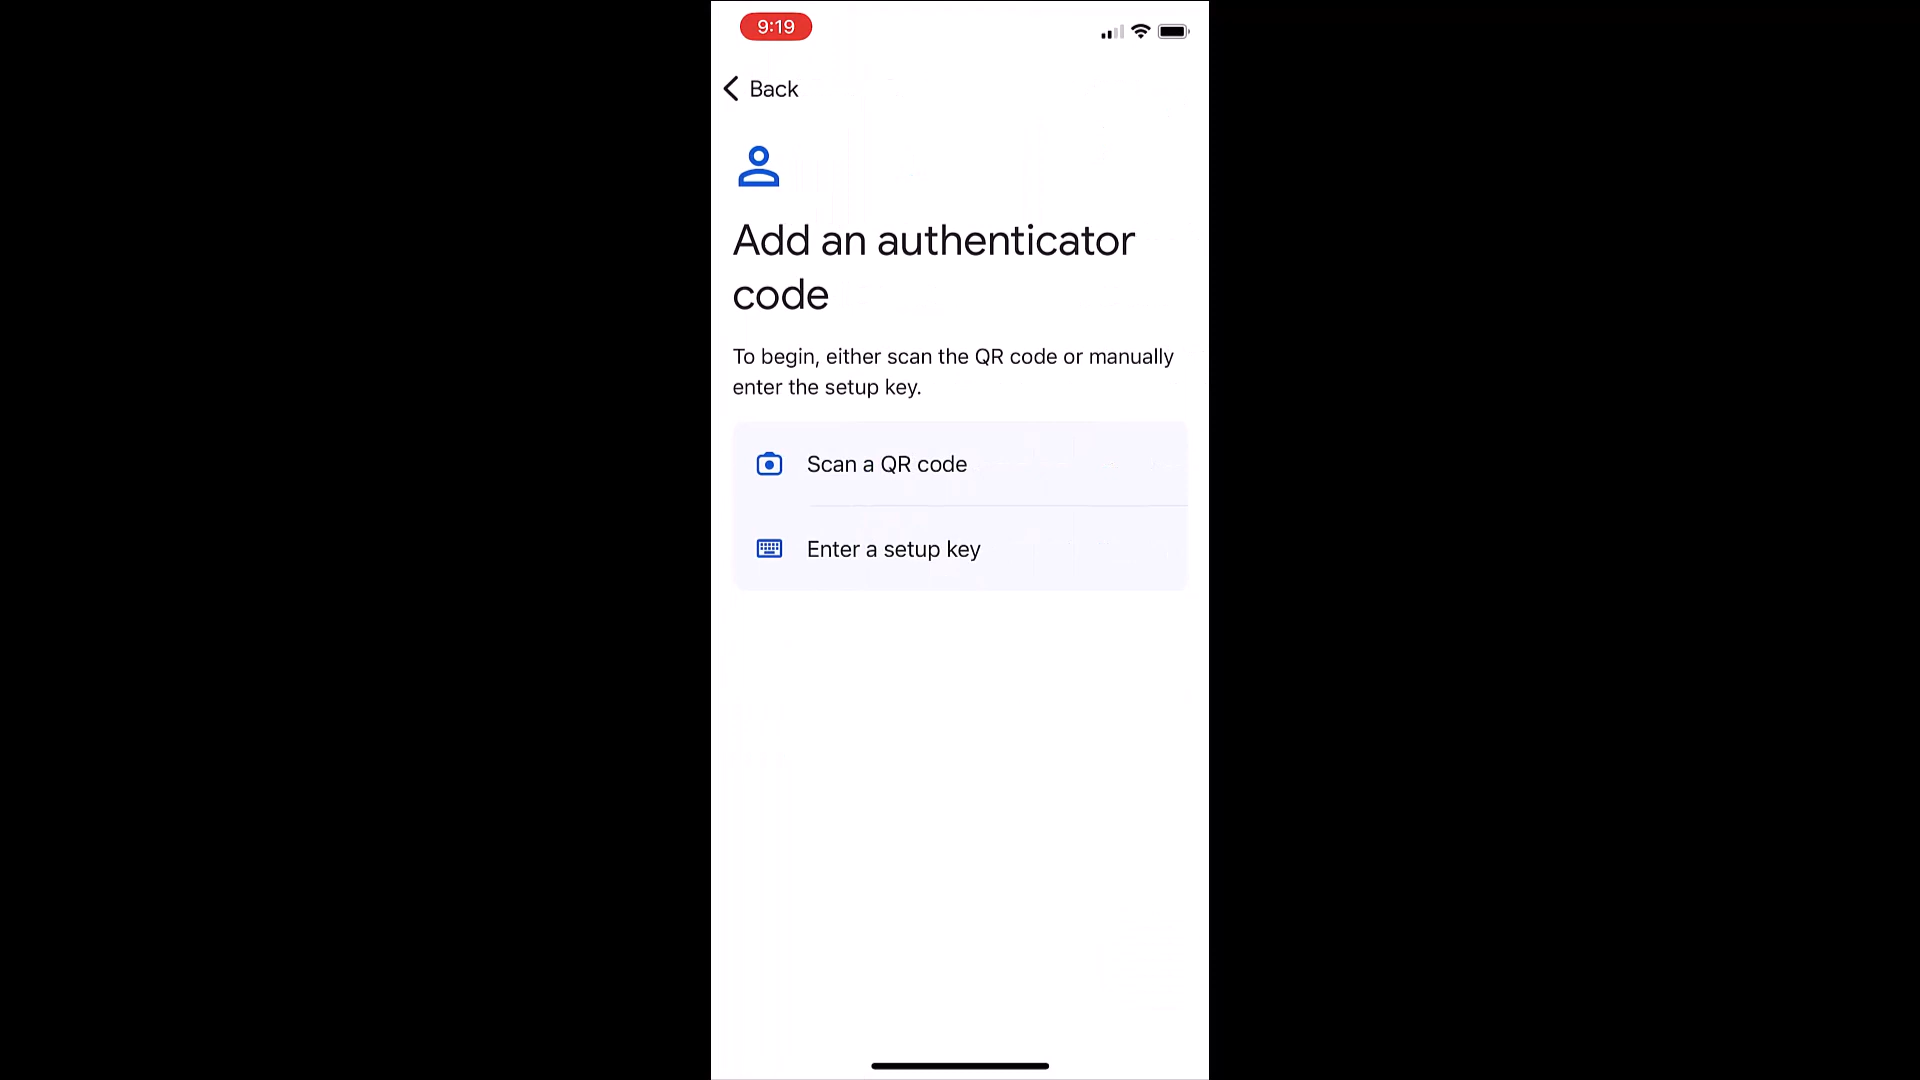 9:19
Back
Add an authenticator
code
To begin, either scan the QR code or manually
enter the setup key.
Scan a QR code
Enter a setup key